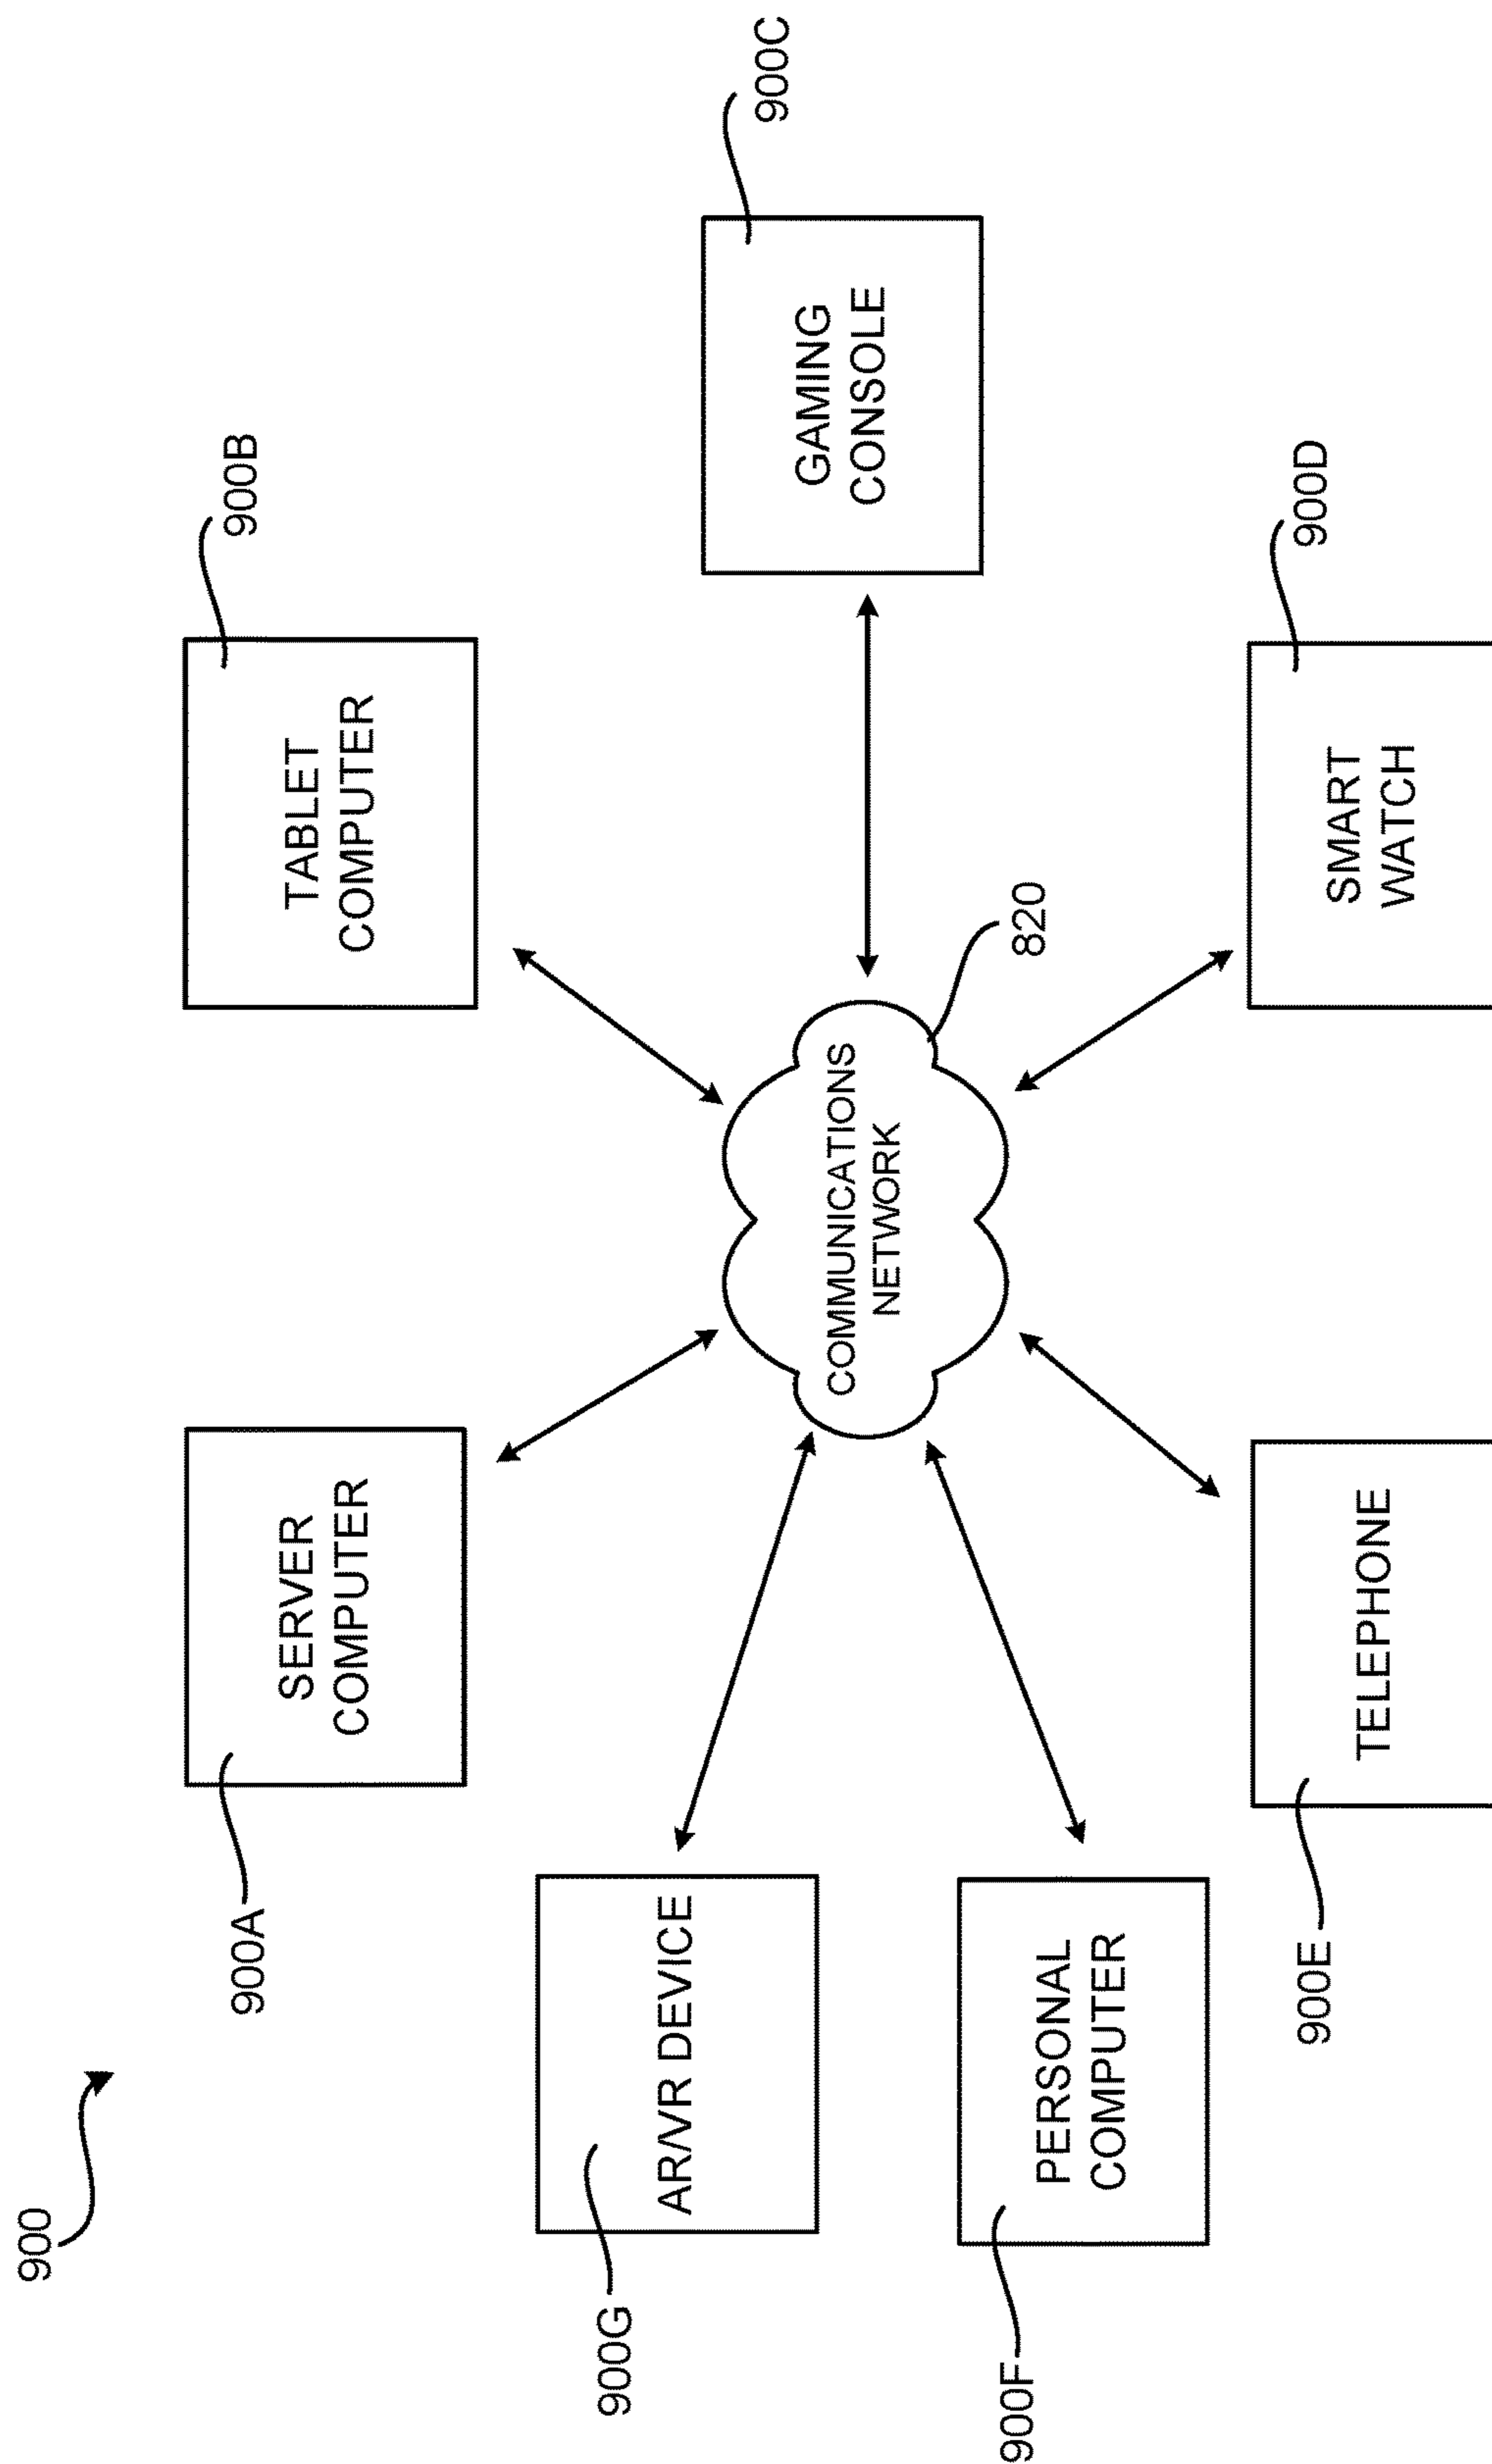 900
900A
SERVER
COMPUTER
TABLET
COMPUTER
900B
900G
AR/VR DEVICE
COMMUNICATIONS
NETWORK
820
GAMING
CONSOLE
900C
900F
PERSONAL
COMPUTER
900E
TELEPHONE
SMART
WATCH
900D